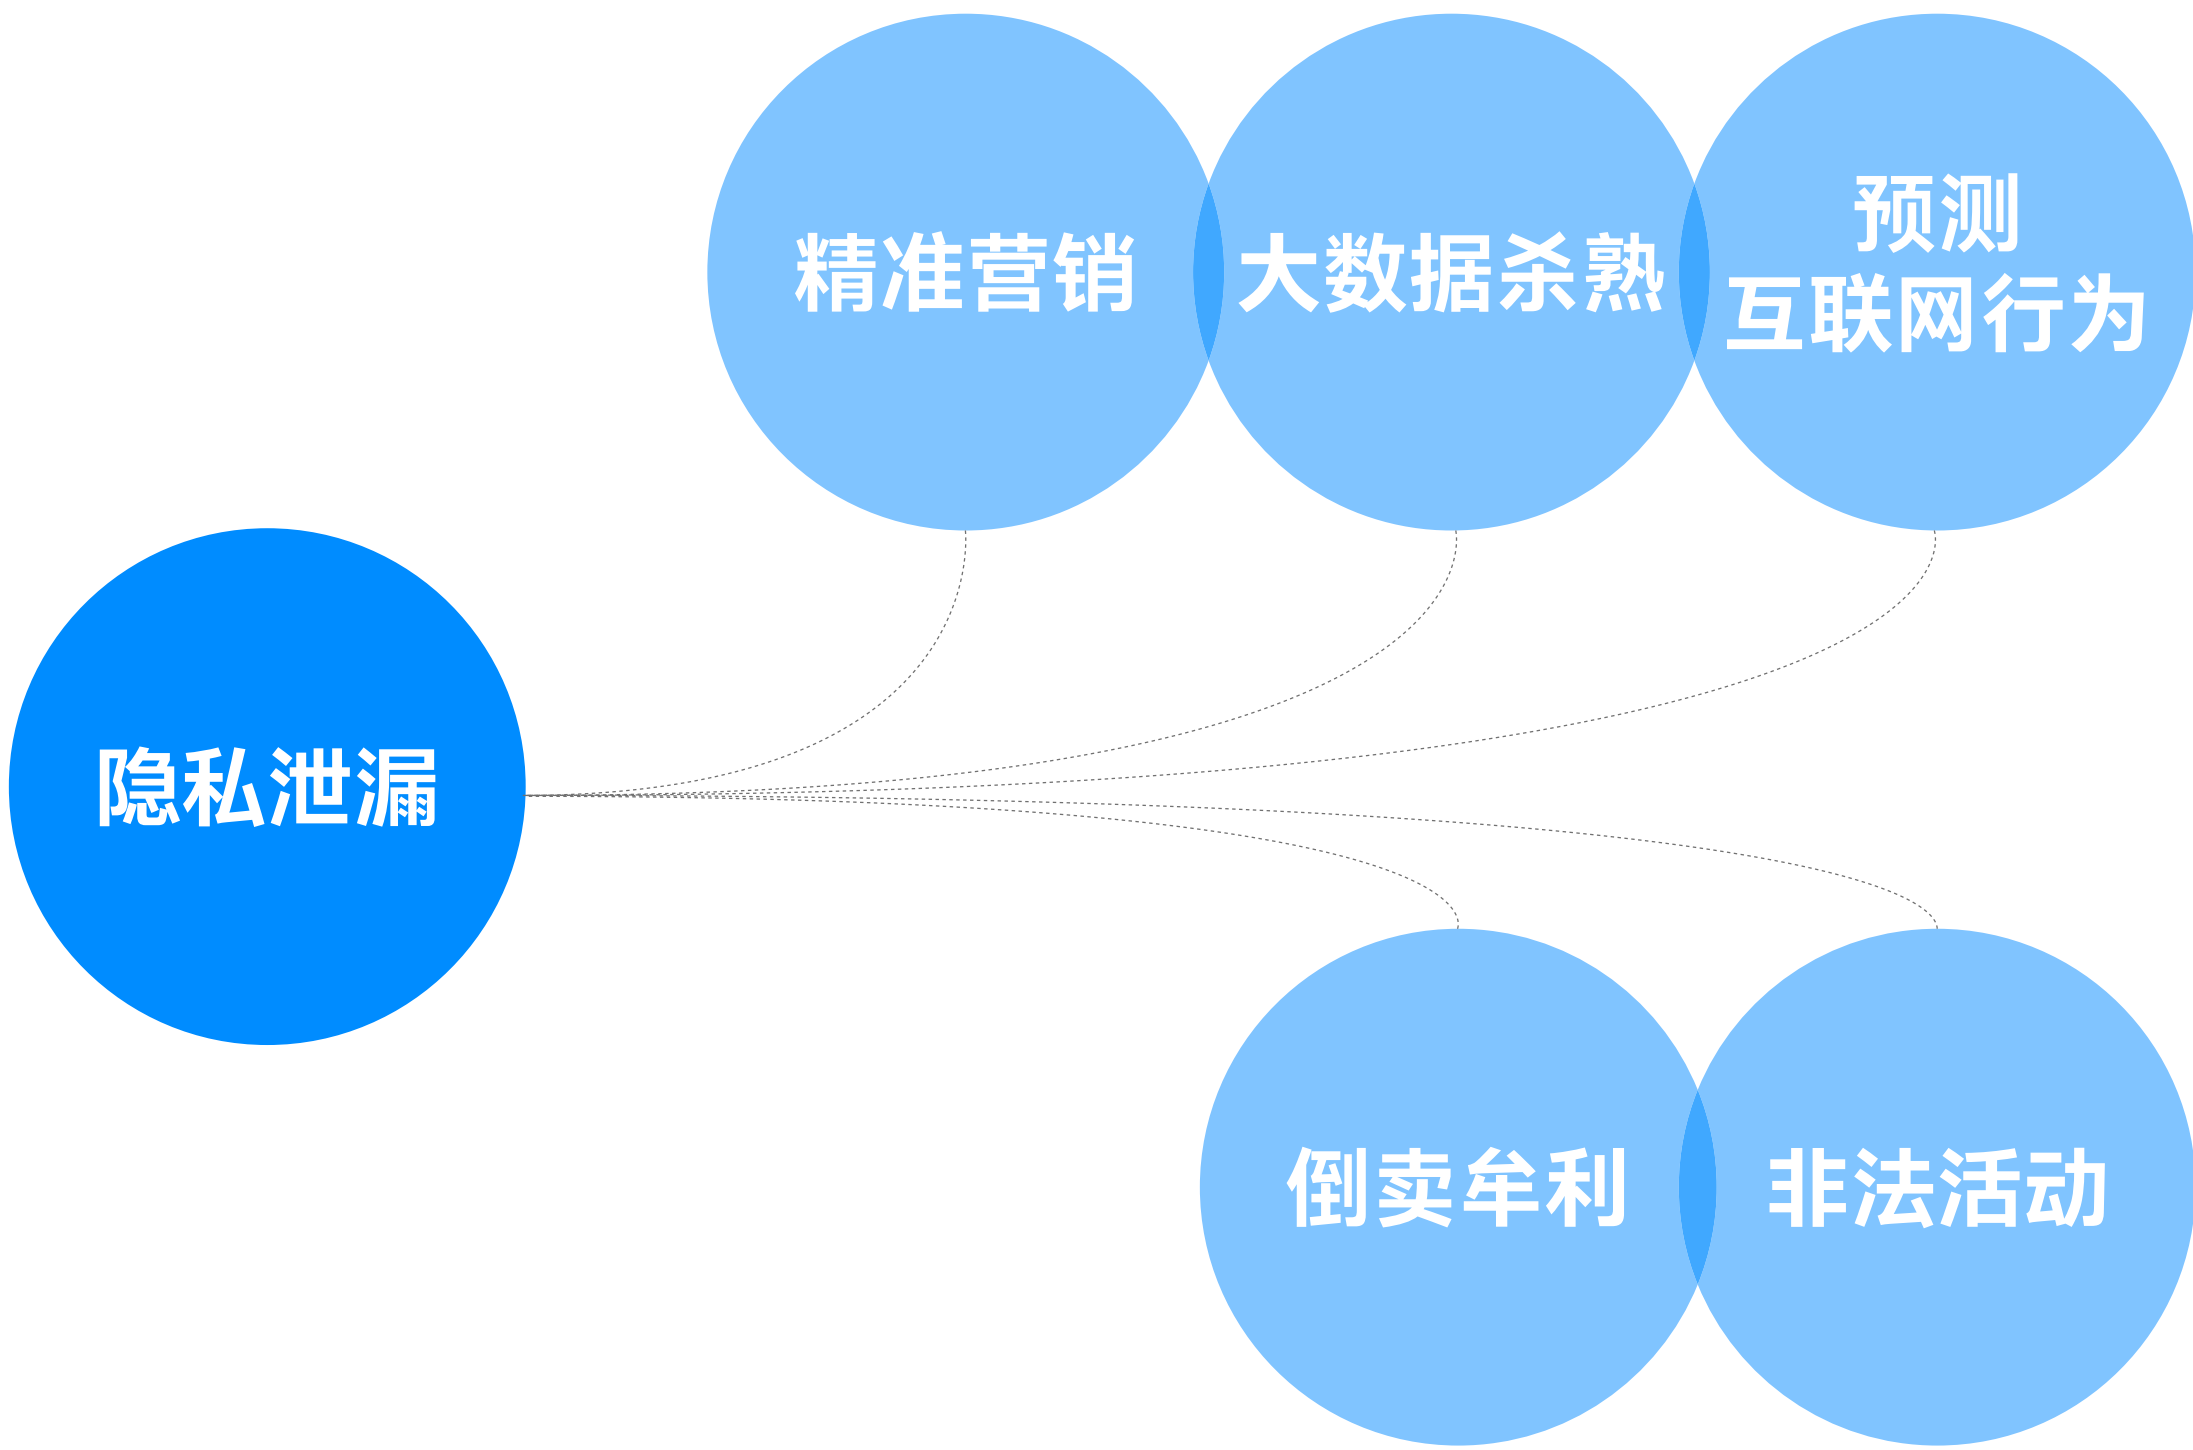 精准营销
大数据杀熟
预测
互联网行为
隐私泄漏
倒卖牟利
非法活动